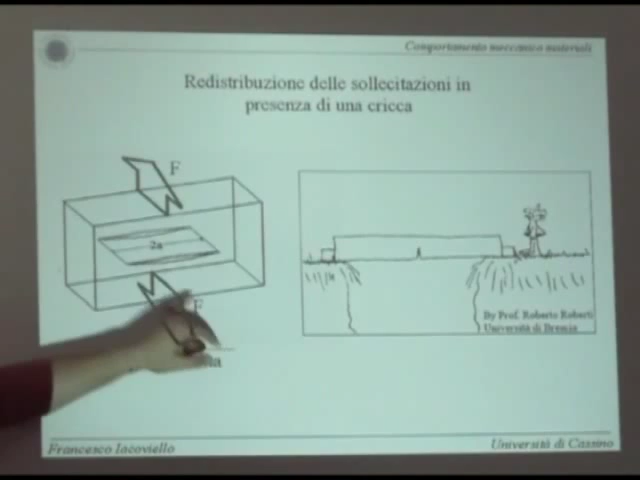 Comportamento meccanico materiali
Redistribuzione delle sollecitazioni in
presenza di una cricca
F
2a
F
By Prof. Roberto Roberti
Università di Brescia
Francesco Iacoviello
Università di Cassino